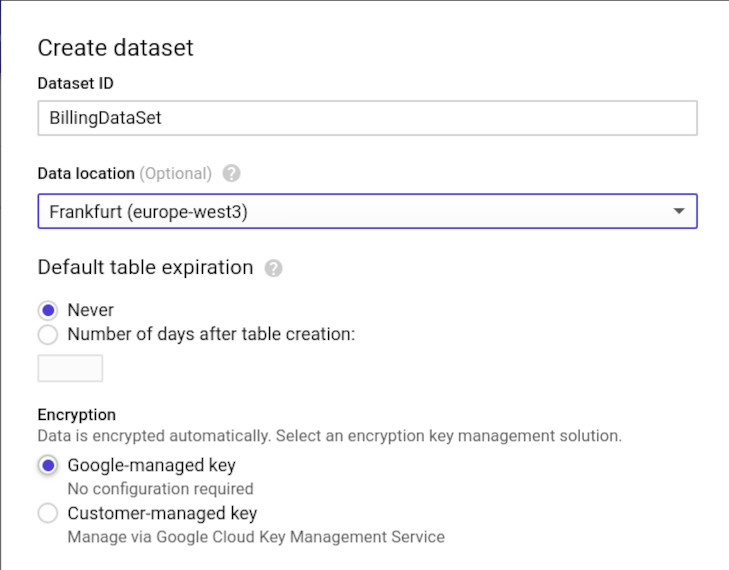 Create dataset
Dataset ID
BillingDataSet
Data location (Optional) ?
Frankfurt (europe-west3)
Default table expiration ?
Never
Number of days after table creation:
Encryption
Data is encrypted automatically. Select an encryption key management solution.
Google-managed key
No configuration required
Customer-managed key
Manage via Google Cloud Key Management Service